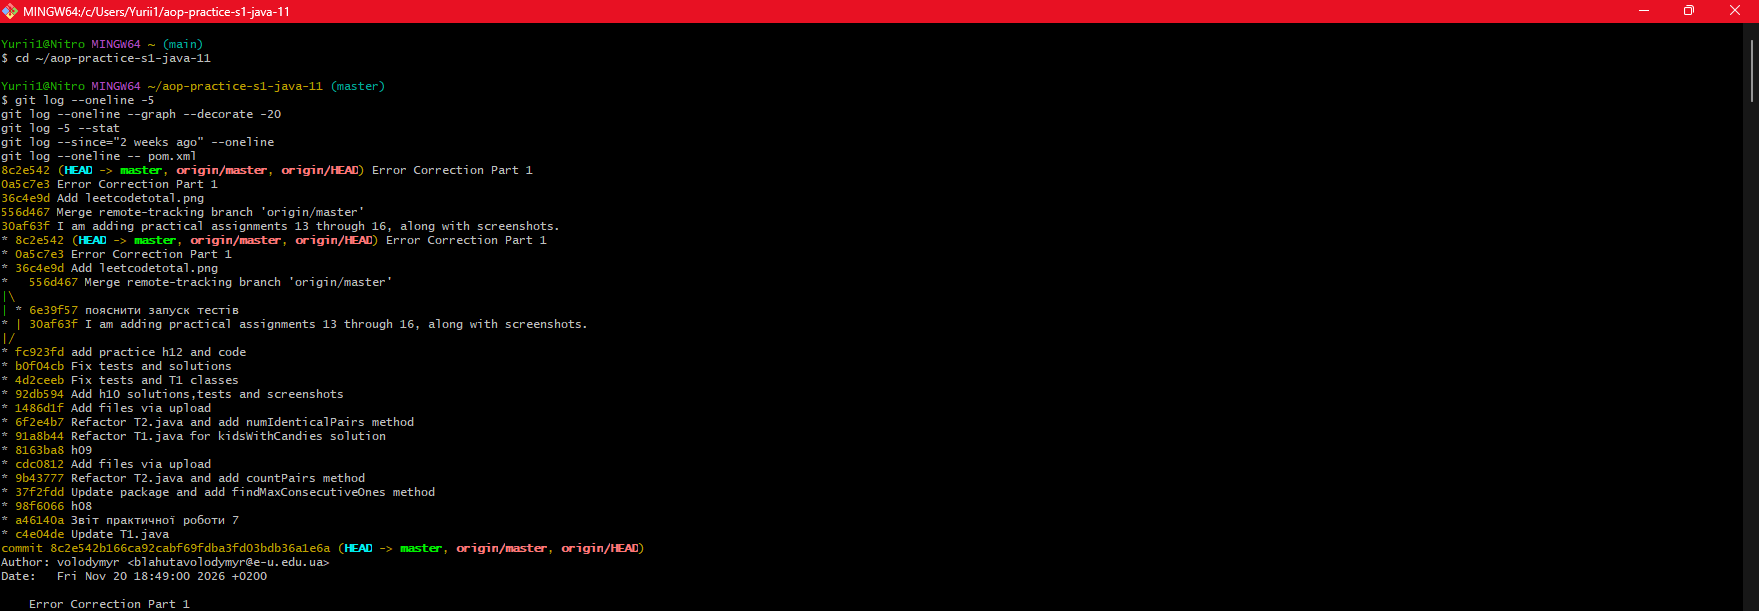 MINGW64:/c/Users/Yurii1/aop-practice-s1-java-11
Yurii1@Nitro MINGW64 ~ (main)
$ cd ~/aop-practice-s1-java-11
Yurii1@Nitro MINGW64 ~/aop-practice-s1-java-11 (master)
$ git log --oneline -5
git log --oneline --graph --decorate -20
git log -5 --stat
git log --since="2 weeks ago" --oneline
git log --oneline -- pom.xml
8c2e542 (HEAD -> master, origin/master, origin/HEAD) Error Correction Part 1
0a5c7e3 Error Correction Part 1
36c4e9d Add leetcodetotal.png
556d467 Merge remote-tracking branch 'origin/master'
30af63f I am adding practical assignments 13 through 16, along with screenshots.
* 8c2e542 (HEAD -> master, origin/master, origin/HEAD) Error Correction Part 1
* 0a5c7e3 Error Correction Part 1
* 36c4e9d Add leetcodetotal.png
*   556d467 Merge remote-tracking branch 'origin/master'
|\
| * 6e39f57 пояснити запуск тестів
* | 30af63f I am adding practical assignments 13 through 16, along with screenshots.
|/
* fc923fd add practice h12 and code
* b0f04cb Fix tests and solutions
* 4d2ceeb Fix tests and T1 classes
* 92db594 Add h10 solutions,tests and screenshots
* 1486d1f Add files via upload
* 6f2e4b7 Refactor T2.java and add numIdenticalPairs method
* 91a8b44 Refactor T1.java for kidsWithCandies solution
* 8163ba8 h09
* cdc0812 Add files via upload
* 9b43777 Refactor T2.java and add countPairs method
* 37f2fdd Update package and add findMaxConsecutiveOnes method
* 98f6066 h08
* a46140a Звіт практичної роботи 7
* c4e04de Update T1.java
commit 8c2e542b166ca92cabf69fdba3fd03bdb36a1e6a (HEAD -> master, origin/master, origin/HEAD)
Author: volodymyr <blahutavolodymyr@e-u.edu.ua>
Date:   Fri Nov 20 18:49:00 2026 +0200
Error Correction Part 1